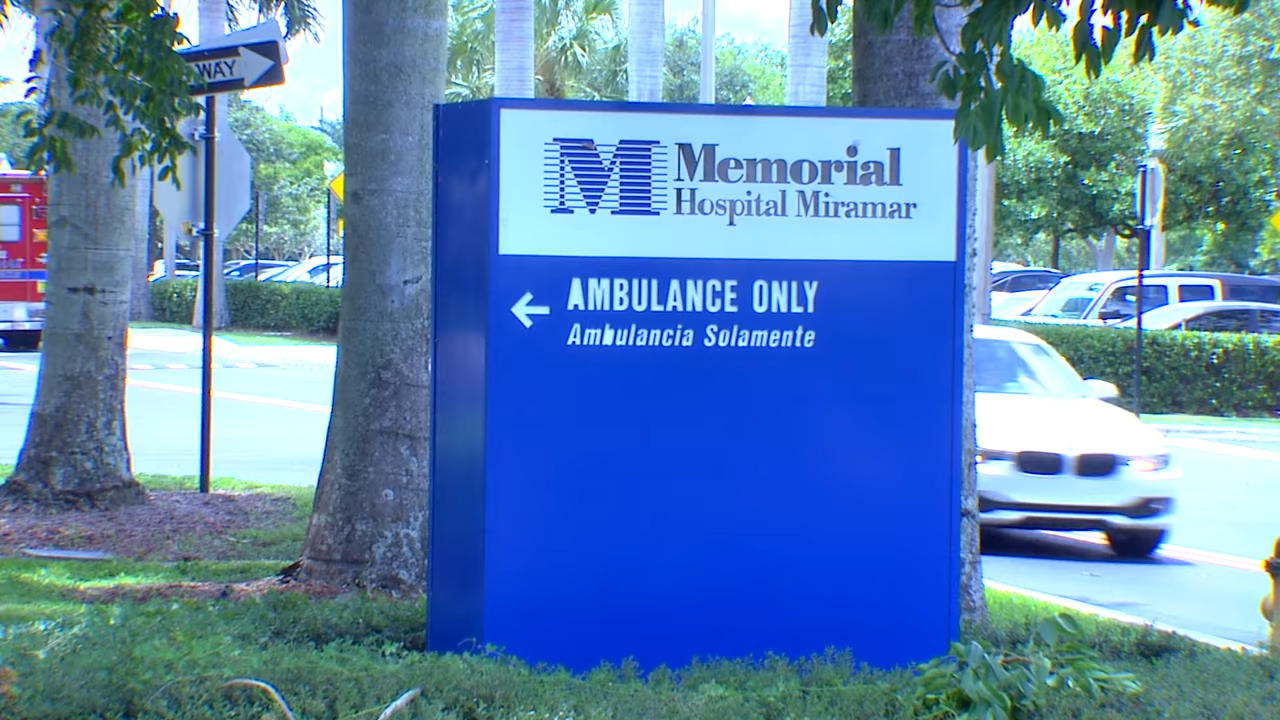 WAY
M Memorial
Hospital Miramar
AMBULANCE ONLY
Ambulancia Solamente